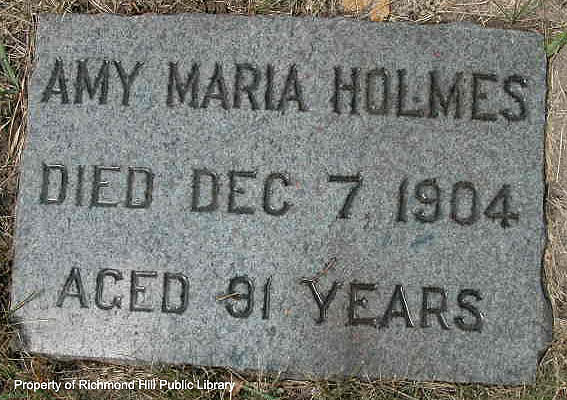 AMY MARIA HOLMES
DIED DEC 7, 1904
AGED 91 YEARS
Property of Richmond Hill Public Library